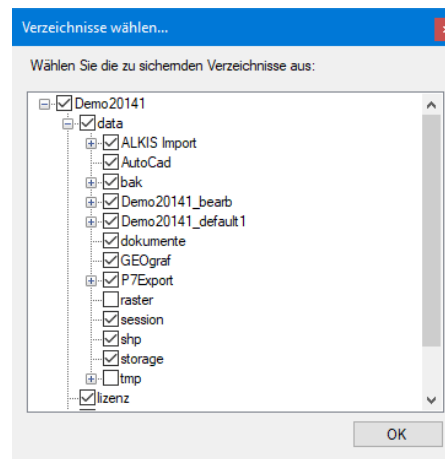 Verzeichnisse wählen...
Wählen Sie die zu sichernden Verzeichnisse aus:
Demo20141
data
ALKIS Import
AutoCad
bak
Demo20141_bearb
Demo20141_default1
dokumente
GEOgraf
P7Export
raster
session
shp
storage
tmp
lizenz
OK